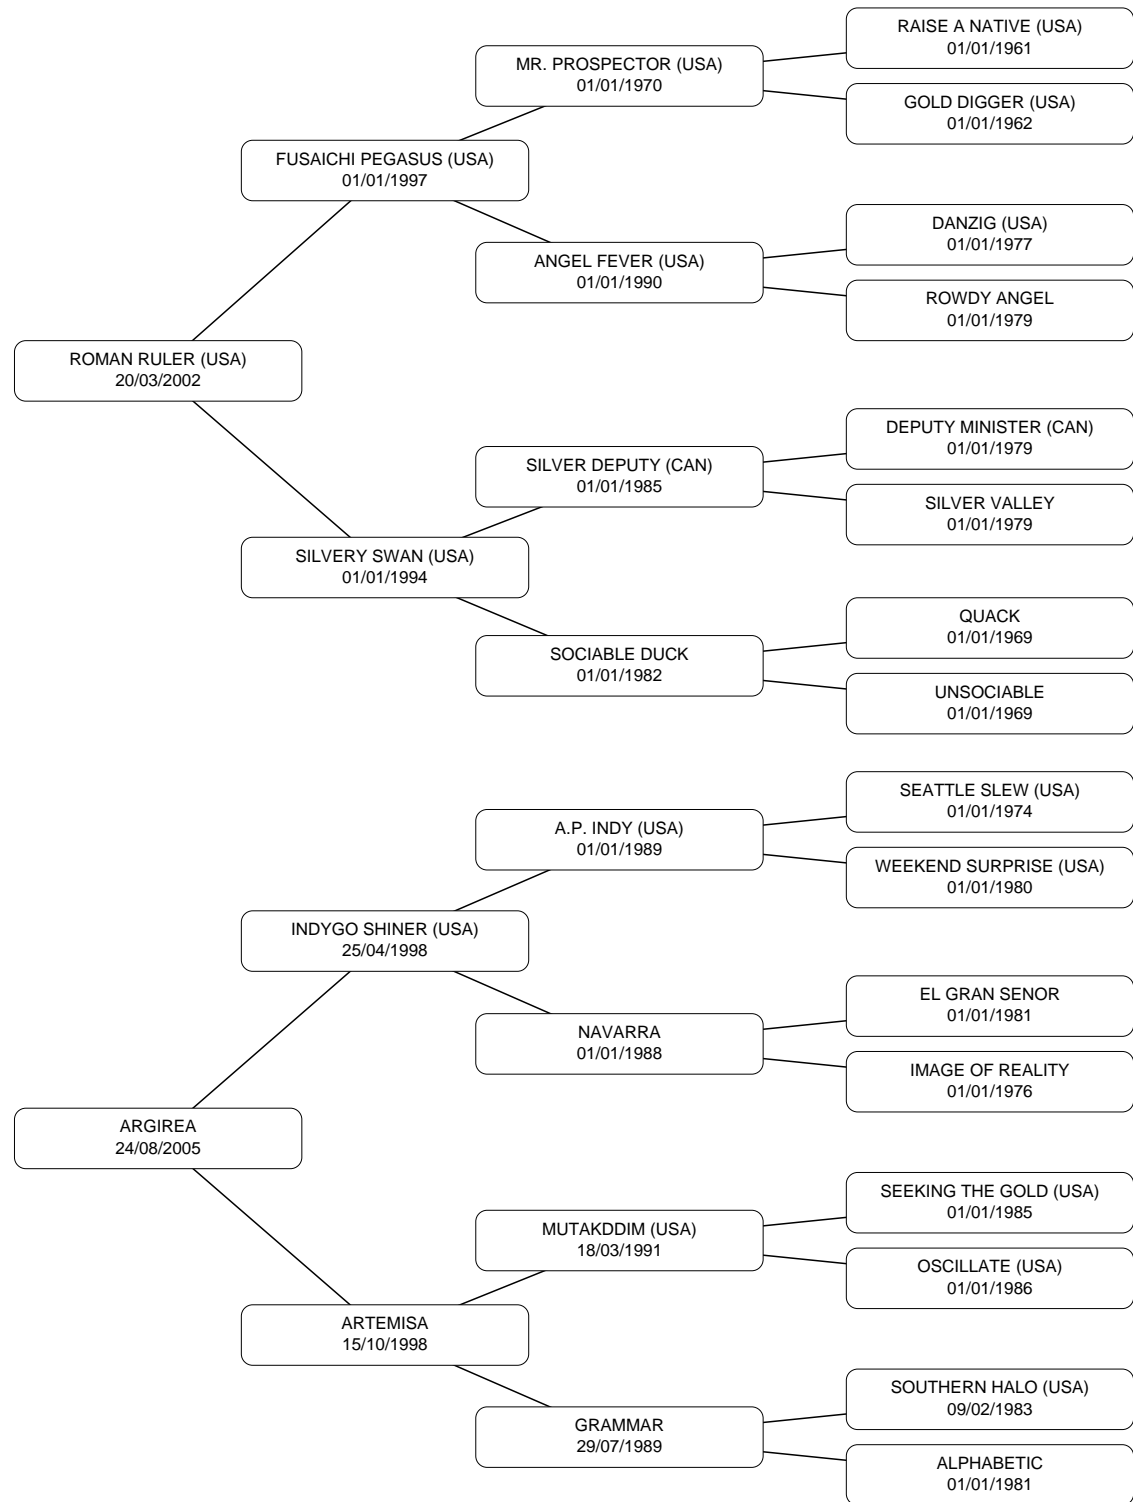 RAISE A NATIVE (USA)
01/01/1961
MR. PROSPECTOR (USA)
01/01/1970
GOLD DIGGER (USA)
01/01/1962
FUSAICHI PEGASUS (USA)
01/01/1997
DANZIG (USA)
01/01/1977
ANGEL FEVER (USA)
01/01/1990
ROWDY ANGEL
01/01/1979
ROMAN RULER (USA)
20/03/2002
DEPUTY MINISTER (CAN)
01/01/1979
SILVER DEPUTY (CAN)
01/01/1985
SILVER VALLEY
01/01/1979
SILVERY SWAN (USA)
01/01/1994
QUACK
01/01/1969
SOCIABLE DUCK
01/01/1982
UNSOCIABLE
01/01/1969
SEATTLE SLEW (USA)
01/01/1974
A.P. INDY (USA)
01/01/1989
WEEKEND SURPRISE (USA)
01/01/1980
INDYGO SHINER (USA)
25/04/1998
EL GRAN SENOR
01/01/1981
NAVARRA
01/01/1988
IMAGE OF REALITY
01/01/1976
ARGIREA
24/08/2005
SEEKING THE GOLD (USA)
01/01/1985
MUTAKDDIM (USA)
18/03/1991
OSCILLATE (USA)
01/01/1986
ARTEMISA
15/10/1998
SOUTHERN HALO (USA)
09/02/1983
GRAMMAR
29/07/1989
ALPHABETIC
01/01/1981